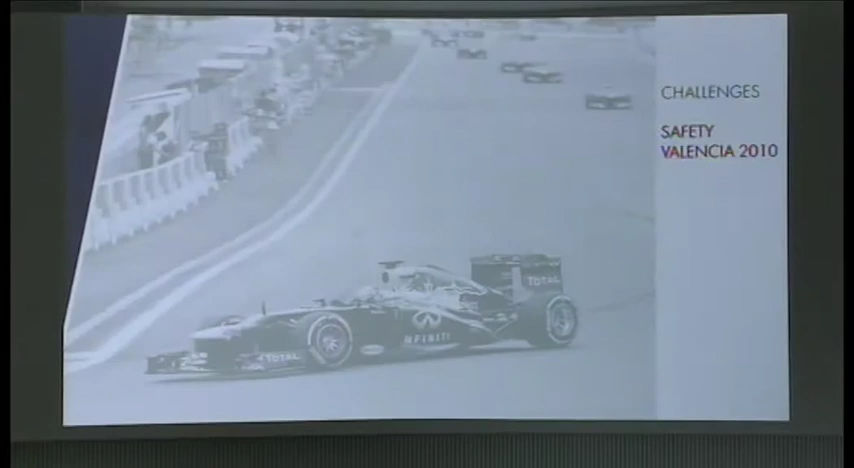 CHALLENGES
SAFETY
VALENCIA 2010
TOTAL
INFINITI
TOTAL